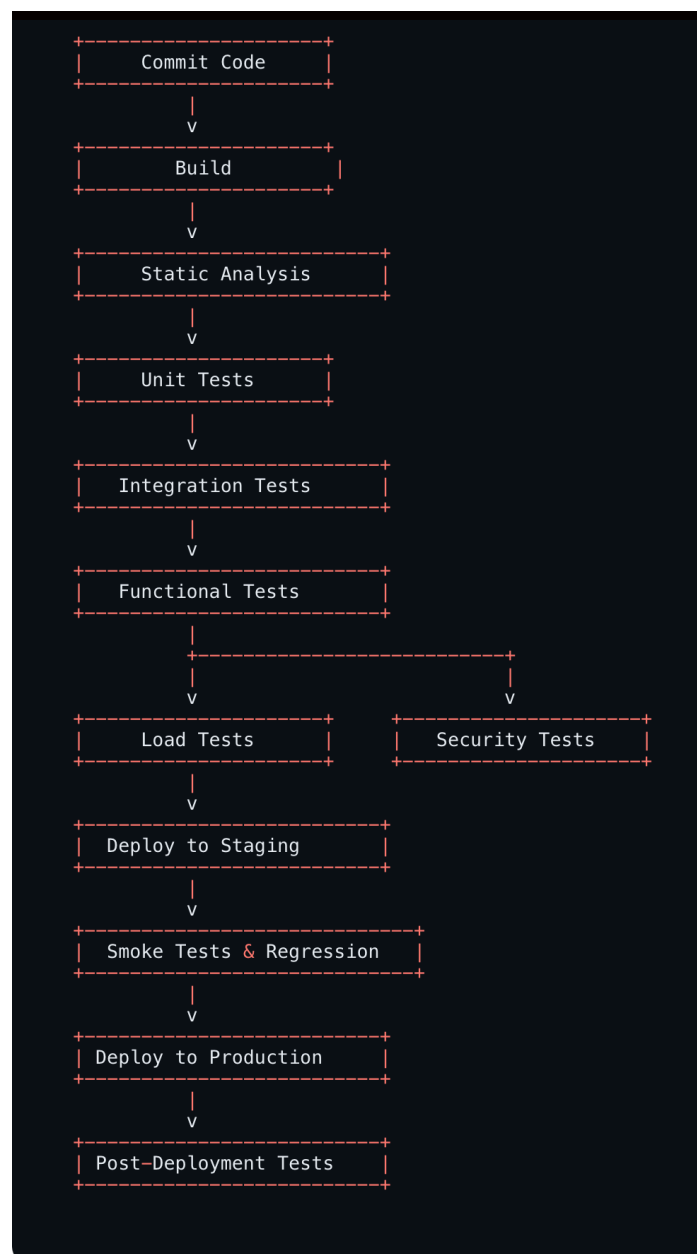 +----------------------+
|     Commit Code     |
+----------------------+
|
v
+----------------------+
|        Build         |
+----------------------+
|
v
+---------------------------+
|     Static Analysis      |
+---------------------------+
|
v
+----------------------+
|     Unit Tests      |
+----------------------+
|
v
+---------------------------+
|   Integration Tests      |
+---------------------------+
|
v
+---------------------------+
|   Functional Tests       |
+---------------------------+
|
+---------------------------+
|                           |
v                           v
+----------------------+     +----------------------+
|     Load Tests      |     |   Security Tests    |
+----------------------+     +----------------------+
|
v
+---------------------------+
|  Deploy to Staging       |
+---------------------------+
|
v
+------------------------------+
|  Smoke Tests & Regression   |
+------------------------------+
|
v
+---------------------------+
| Deploy to Production     |
+---------------------------+
|
v
+---------------------------+
| Post-Deployment Tests    |
+---------------------------+